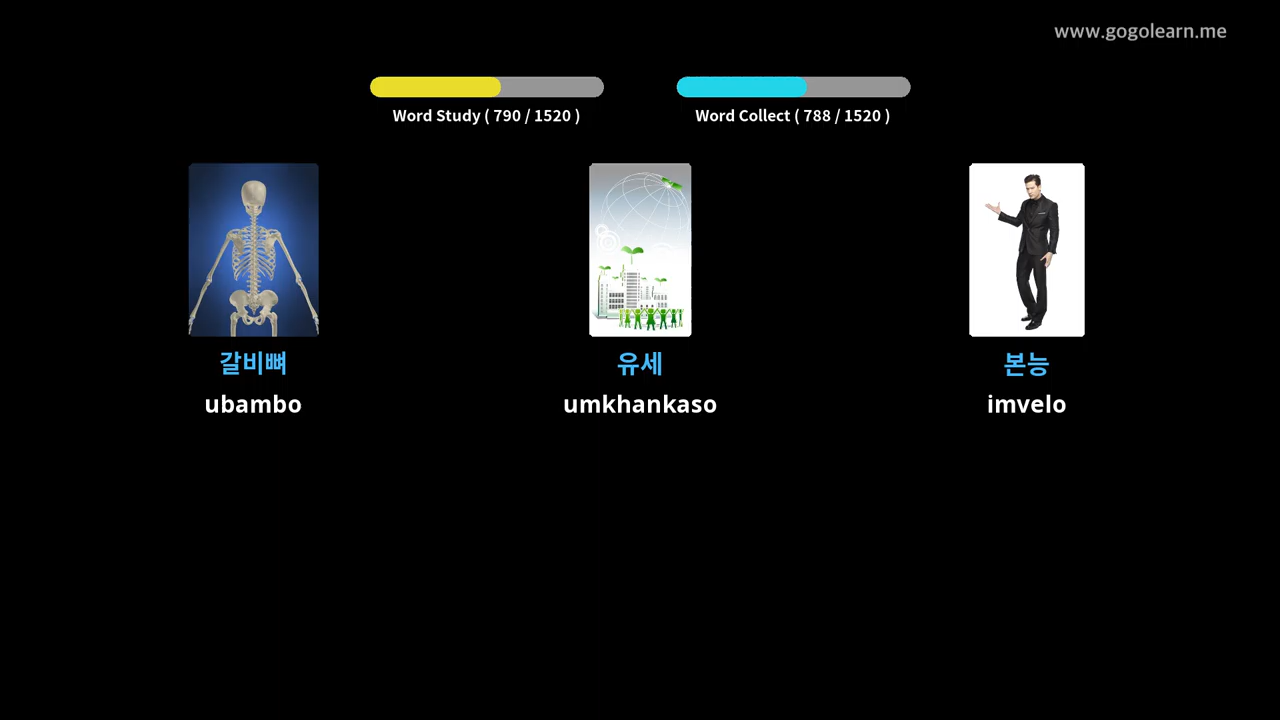 www.gogolearn.me
Word Study ( 790 / 1520 )
Word Collect ( 788 / 1520 )
갈비뼈
유세
본능
ubambo
umkhankaso
imvelo